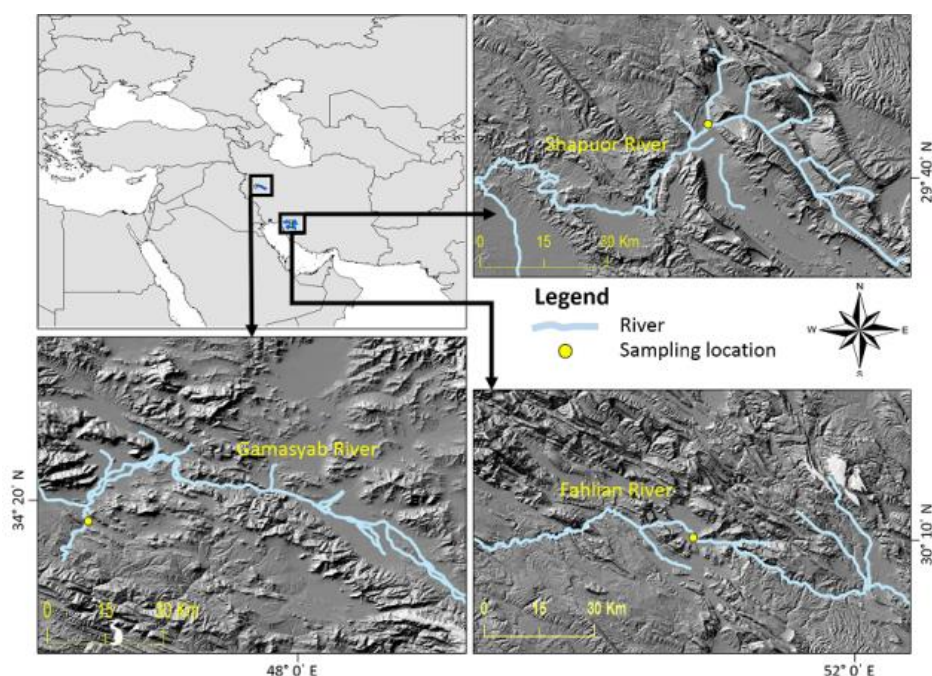 Shapuor River
29° 40
0 15 30 Km
Legend
River
Sampling location
N
W E
S
Gamasyab River
34° 20
0 15 30 Km
48° 0' E
Fahlian River
30° 10
0 15 30 Km
52° 0' E